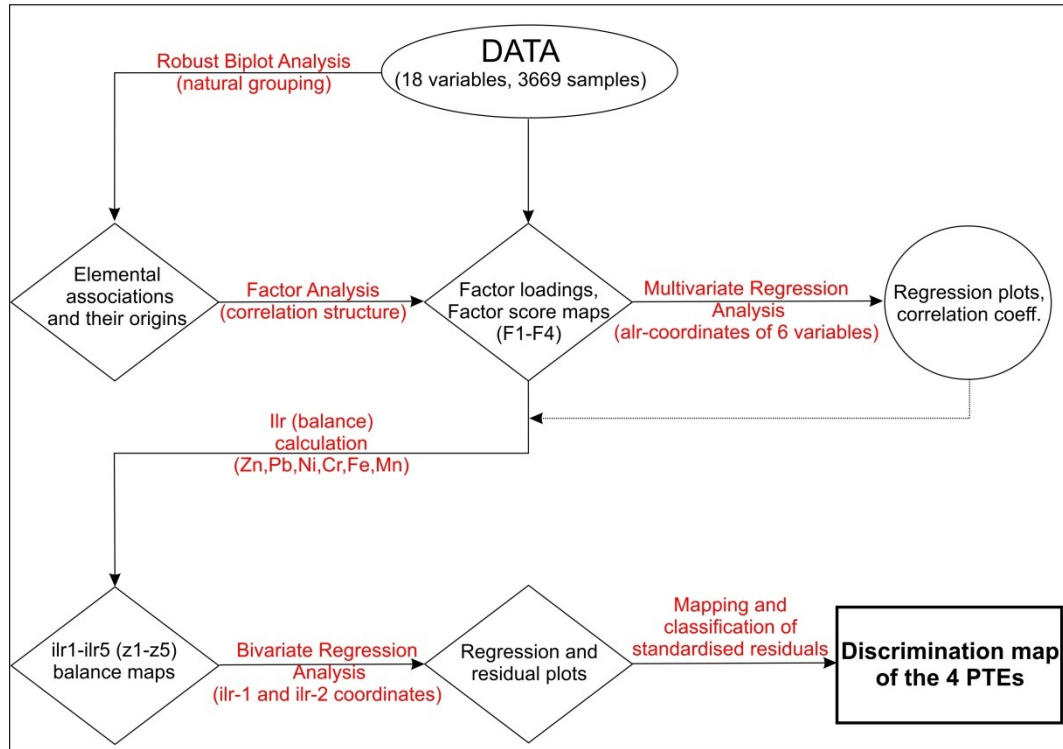 DATA
(18 variables, 3669 samples)
Robust Biplot Analysis
(natural grouping)
Elemental
associations
and their origins
Factor Analysis
(correlation structure)
Factor loadings,
Factor score maps
(F1-F4)
Multivariate Regression
Analysis
(alr-coordinates of 6 variables)
Regression plots,
correlation coeff.
Ilr (balance)
calculation
(Zn,Pb,Ni,Cr,Fe,Mn)
ilr1-ilr5 (z1-z5)
balance maps
Bivariate Regression
Analysis
(ilr-1 and ilr-2 coordinates)
Regression and
residual plots
Mapping and
classification of
standardised residuals
Discrimination map
of the 4 PTEs